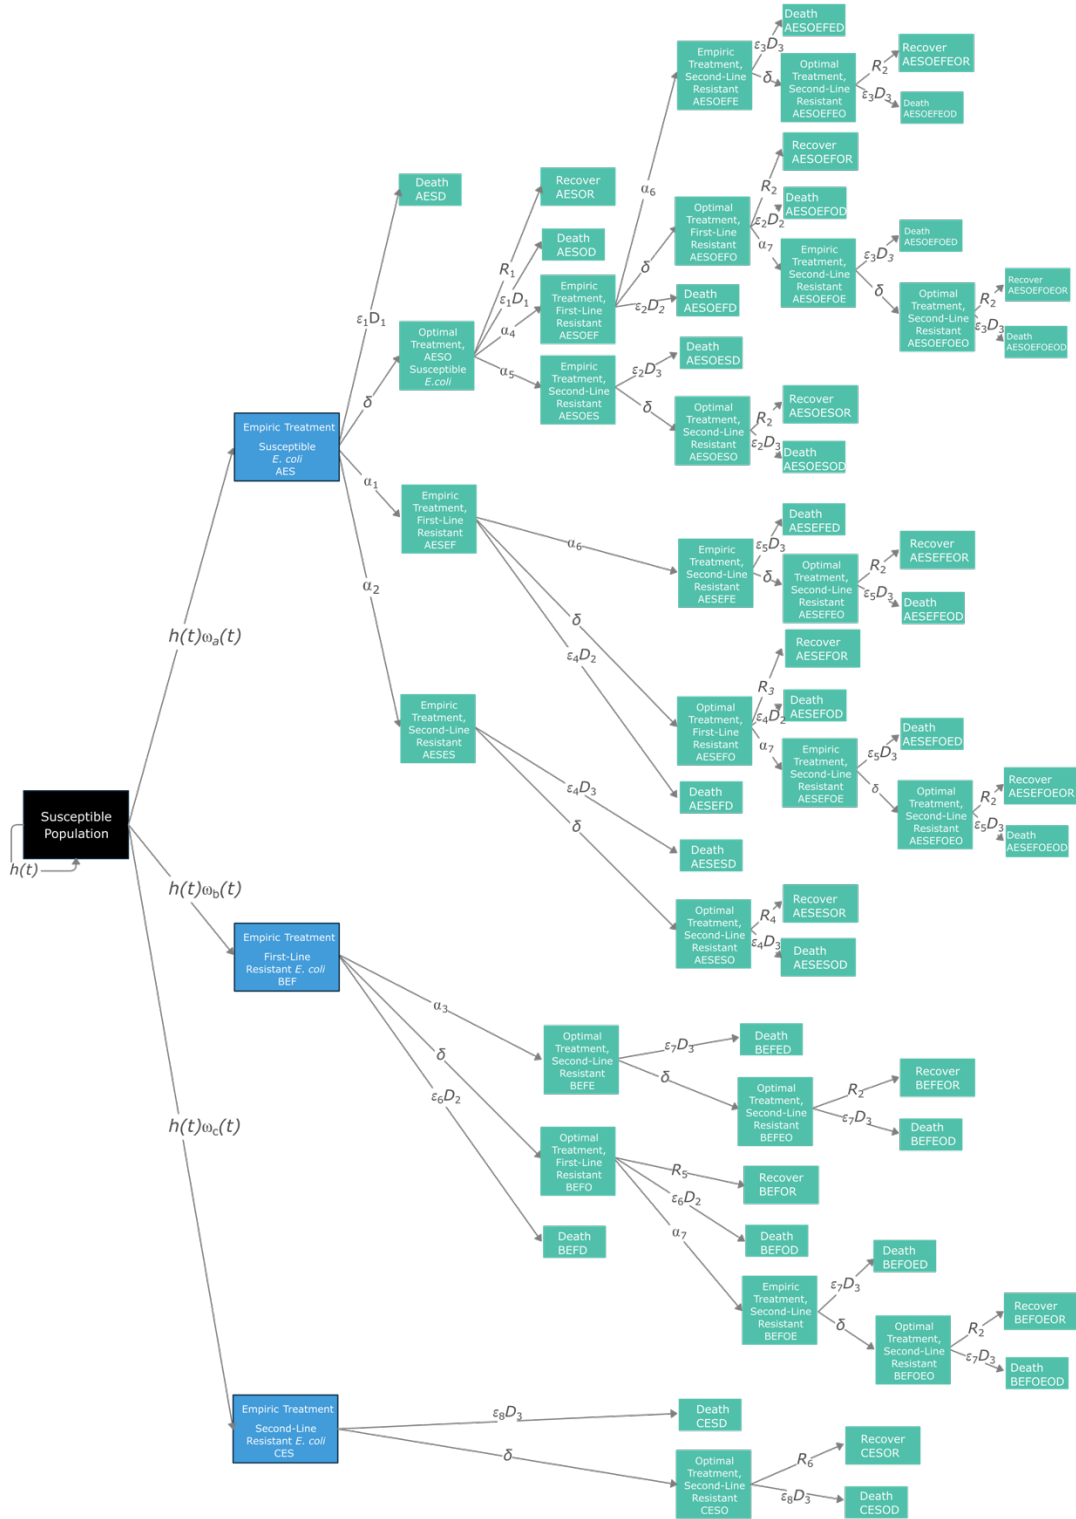 Death
AESOEFED
ε₃D₃
Empiric
Treatment,
Second-Line
Resistant
AESOEFE
δ
Optimal
Treatment,
Second-Line
Resistant
AESOEFEO
R₂
Recover
AESOEFEOR
ε₃D₃
Death
AESOEFEOD
α₆
Recover
AESOEFOR
R₂
Death
AESOEFOD
ε₂D₂
Optimal
Treatment,
First-Line
Resistant
AESOEFO
α₇
Empiric
Treatment,
Second-Line
Resistant
AESOEFOE
ε₃D₃
Death
AESOEFOED
δ
Optimal
Treatment,
Second-Line
Resistant
AESOEFOEO
R₂
Recover
AESOEFOEOR
ε₃D₃
Death
AESOEFOEOD
Death
AESD
Recover
AESOR
R₁
Death
AESOD
ε₁D₁
δ
Empiric
Treatment,
First-Line
Resistant
AESOEF
ε₂D₂
Death
AESOEFD
α₄
ε₁D₁
Optimal
Treatment,
AESO
Susceptible
E.coli
α₅
Empiric
Treatment,
Second-Line
Resistant
AESOES
ε₂D₃
Death
AESOESD
δ
Optimal
Treatment,
Second-Line
Resistant
AESOESO
R₂
Recover
AESOESOR
ε₂D₃
Death
AESOESOD
δ
Empiric Treatment
Susceptible
E. coli
AES
α₁
Empiric
Treatment,
First-Line
Resistant
AESEF
α₆
Empiric
Treatment,
Second-Line
Resistant
AESEFE
ε₅D₃
Death
AESEFED
δ
Optimal
Treatment,
Second-Line
Resistant
AESEFEO
R₂
Recover
AESEFEOR
ε₅D₃
Death
AESEFEOD
α₂
δ
ε₄D₂
Recover
AESEFOR
R₃
Death
AESEFOD
ε₄D₂
Optimal
Treatment,
First-Line
Resistant
AESEFO
α₇
Empiric
Treatment,
Second-Line
Resistant
AESEFOE
ε₅D₃
Death
AESEFOED
δ
Optimal
Treatment,
Second-Line
Resistant
AESEFOEO
R₂
Recover
AESEFOEOR
ε₅D₃
Death
AESEFOEOD
Death
AESEFD
Empiric
Treatment,
Second-Line
Resistant
AESES
ε₄D₃
Death
AESESD
δ
Optimal
Treatment,
Second-Line
Resistant
AESESO
R₄
Recover
AESESOR
ε₄D₃
Death
AESESOD
h(t)ωₐ(t)
Susceptible
Population
h(t)
h(t)ω_b(t)
Empiric Treatment
First-Line
Resistant E. coli
BEF
α₃
Optimal
Treatment,
Second-Line
Resistant
BEFE
ε₇D₃
Death
BEFED
δ
Optimal
Treatment,
Second-Line
Resistant
BEFEO
R₂
Recover
BEFEOR
ε₇D₃
Death
BEFEOD
δ
Optimal
Treatment,
First-Line
Resistant
BEFO
R₅
Recover
BEFOR
ε₆D₂
Death
BEFOD
ε₆D₂
Death
BEFD
α₇
Empiric
Treatment,
Second-Line
Resistant
BEFOE
ε₇D₃
Death
BEFOED
δ
Optimal
Treatment,
Second-Line
Resistant
BEFOEO
R₂
Recover
BEFOEOR
ε₇D₃
Death
BEFOEOD
h(t)ω_c(t)
Empiric Treatment
Second-Line
Resistant E. coli
CES
ε₈D₃
Death
CESD
δ
Optimal
Treatment,
Second-Line
Resistant
CESO
R₆
Recover
CESOR
ε₈D₃
Death
CESOD